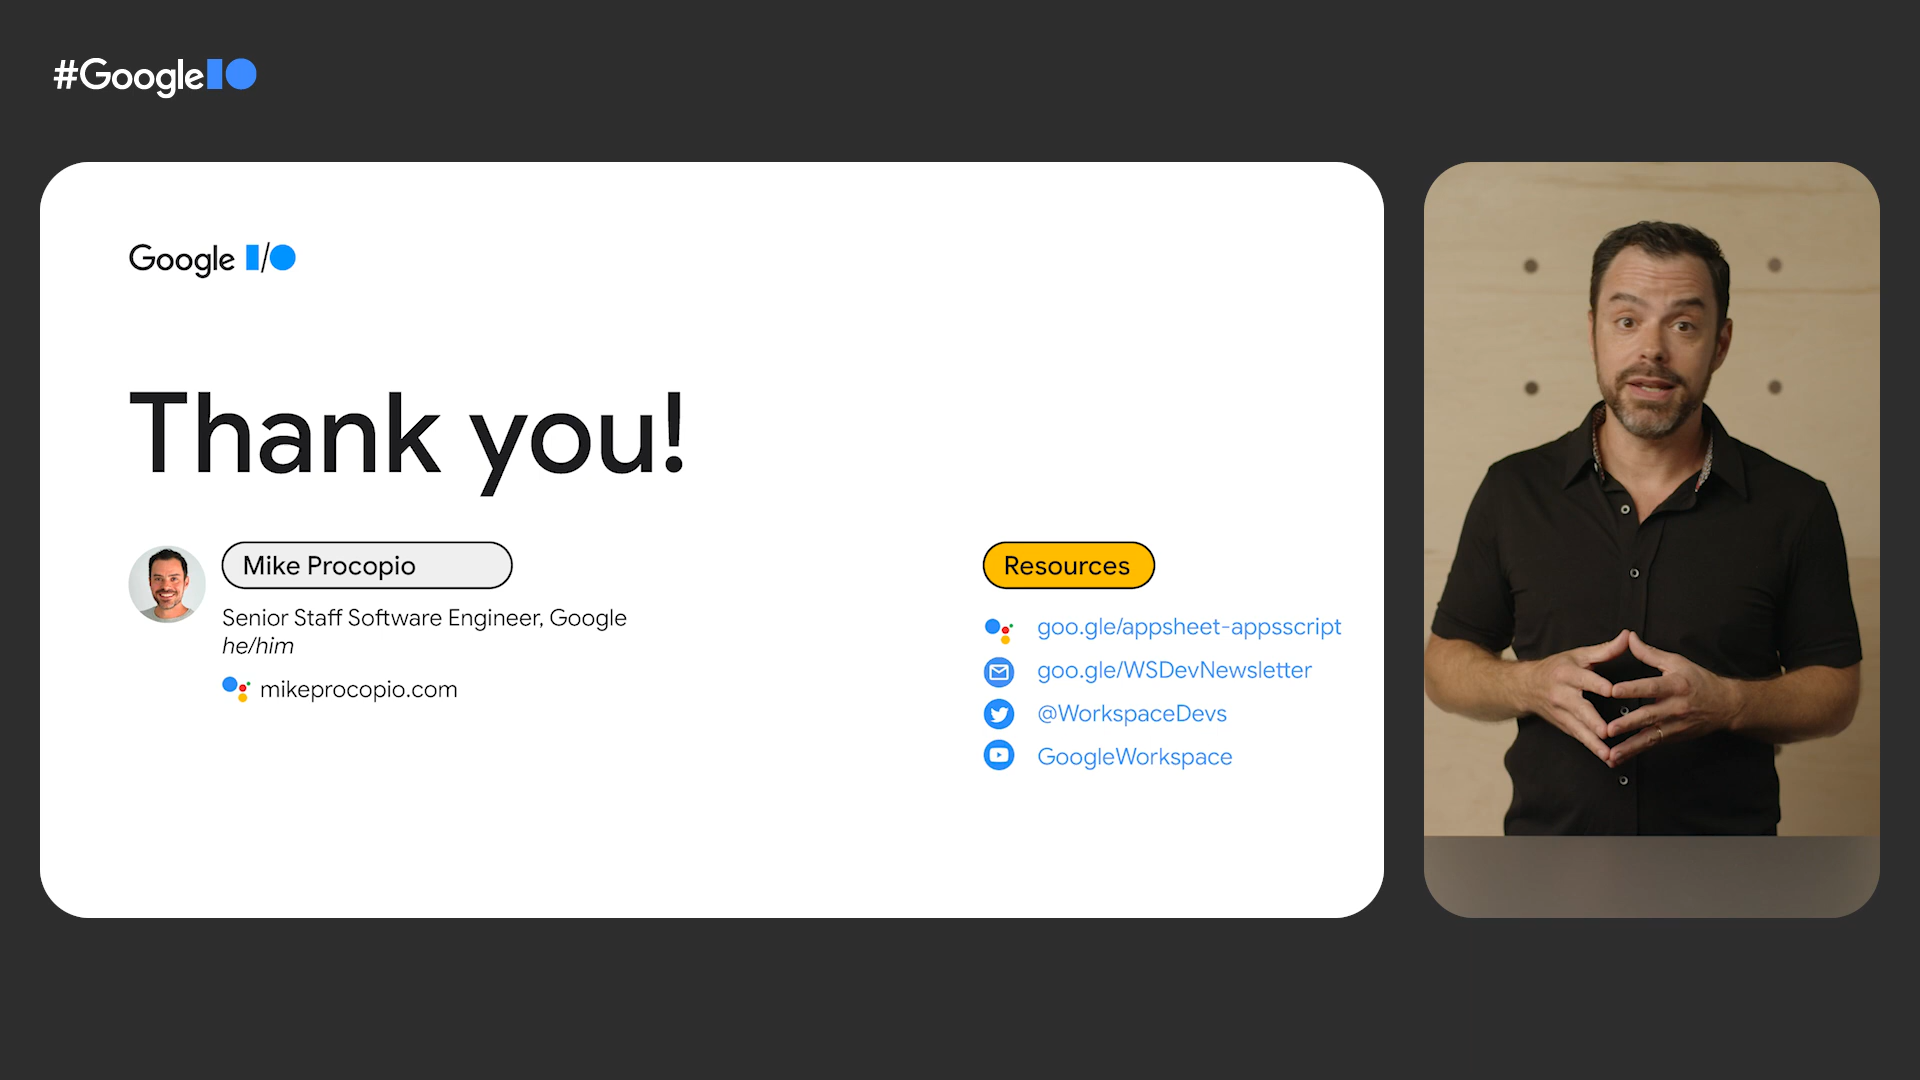 #GoogleIO
Google I/O
Thank you!
Mike Procopio
Senior Staff Software Engineer, Google
he/him
mikeprocopio.com
Resources
goo.gle/appsheet-appsscript
goo.gle/WSDevNewsletter
@WorkspaceDevs
GoogleWorkspace